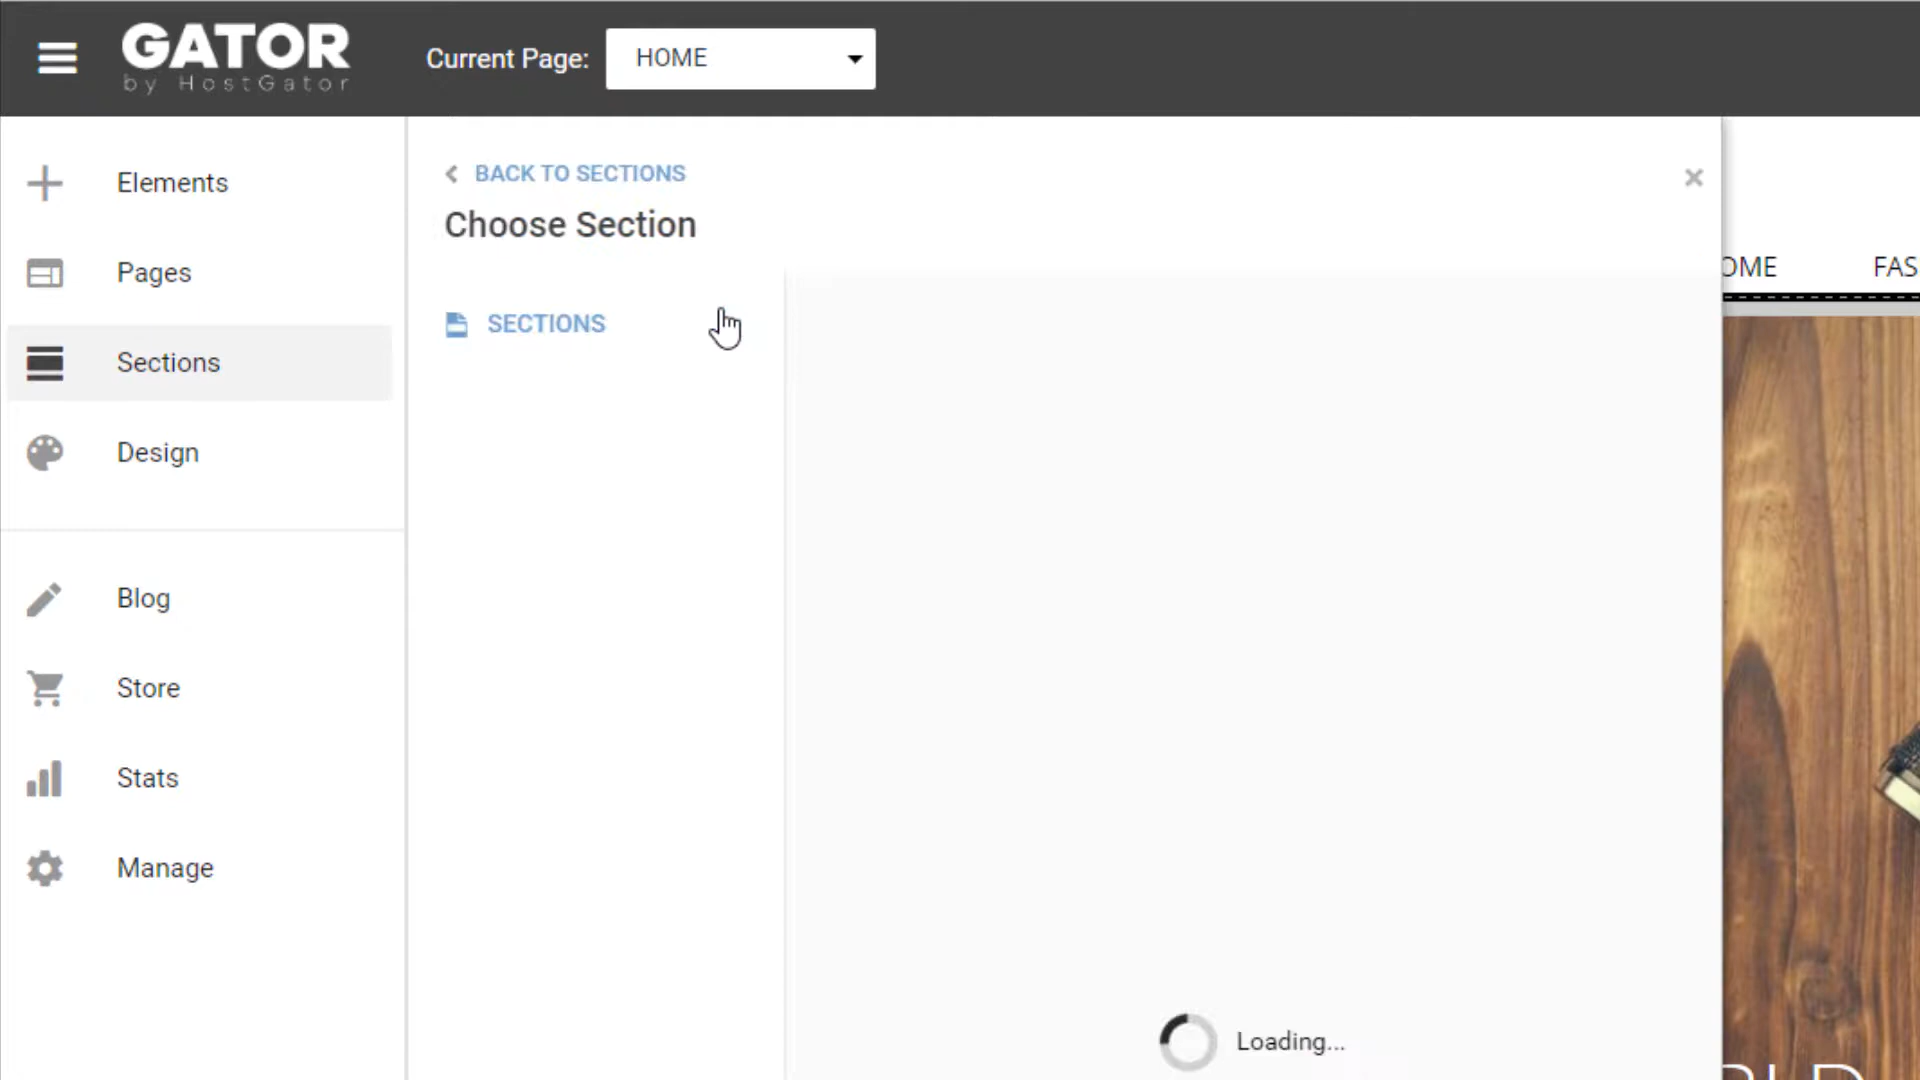 GATOR
by HostGator
Current Page:
HOME
Elements
Pages
Sections
Design
Blog
Store
Stats
Manage
BACK TO SECTIONS
Choose Section
SECTIONS
Loading...
OME
FAS